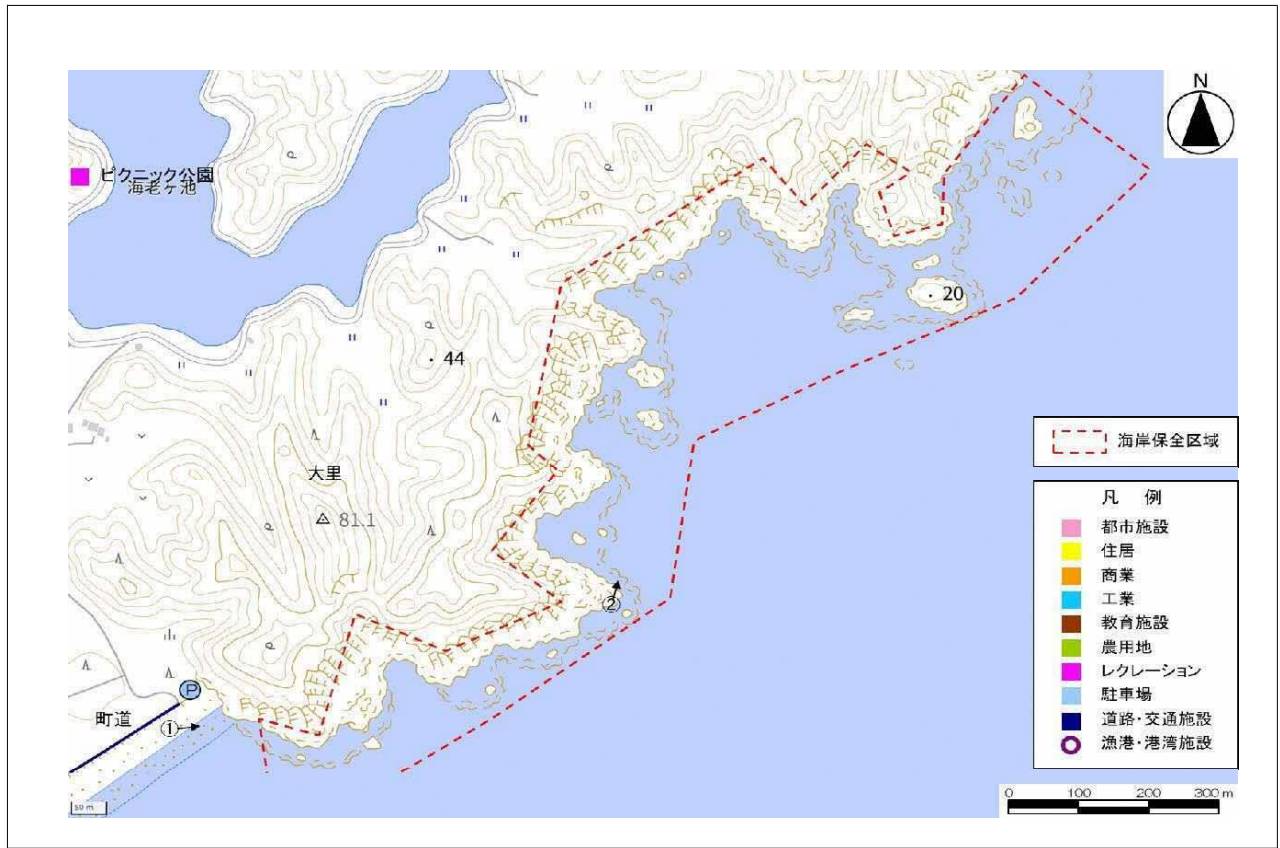 N
ピクニック公園
海老ヶ池
20
44
海岸保全区域
凡 例
都市施設
住居
商業
工業
教育施設
農用地
レクレーション
駐車場
道路・交通施設
漁港・港湾施設
大里
81.1
②
P
町道
①
50 m
0 100 200 300 m